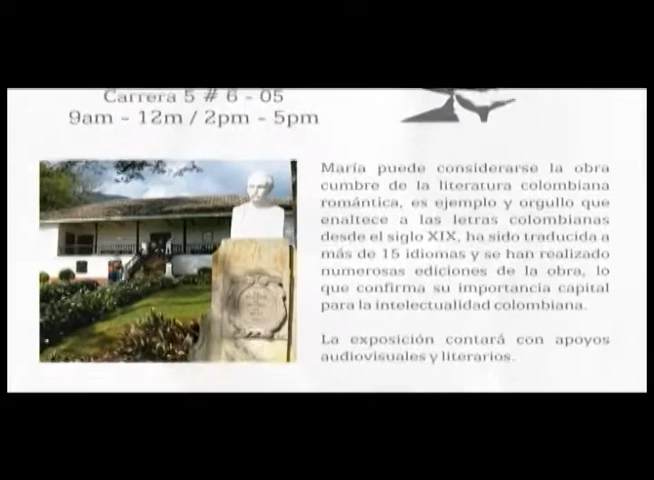 Carrera 5 # 6 - 05
9am - 12m / 2pm - 5pm
María puede considerarse la obra
cumbre de la literatura colombiana
romántica, es ejemplo y orgullo que
enaltece a las letras colombianas
desde el siglo XIX, ha sido traducida a
más de 15 idiomas y se han realizado
numerosas ediciones de la obra, lo
que confirma su importancia capital
para la intelectualidad colombiana.
La exposición contará con apoyos
audiovisuales y literarios.